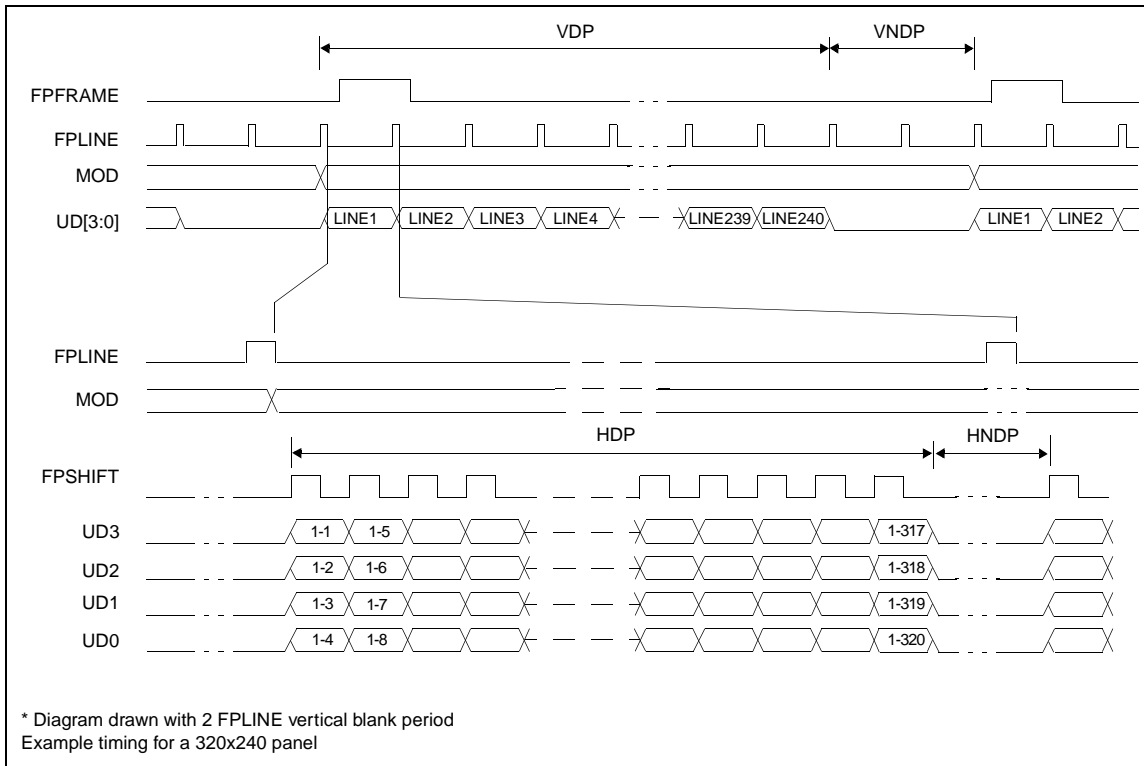 VDP VNDP
FPFRAME
FPLINE
MOD
UD[3:0] LINE1 LINE2 LINE3 LINE4 LINE239 LINE240 LINE1 LINE2
FPLINE
MOD
HDP HNDP
FPSHIFT
UD3 1-1 1-5 1-317
UD2 1-2 1-6 1-318
UD1 1-3 1-7 1-319
UD0 1-4 1-8 1-320
* Diagram drawn with 2 FPLINE vertical blank period
Example timing for a 320x240 panel